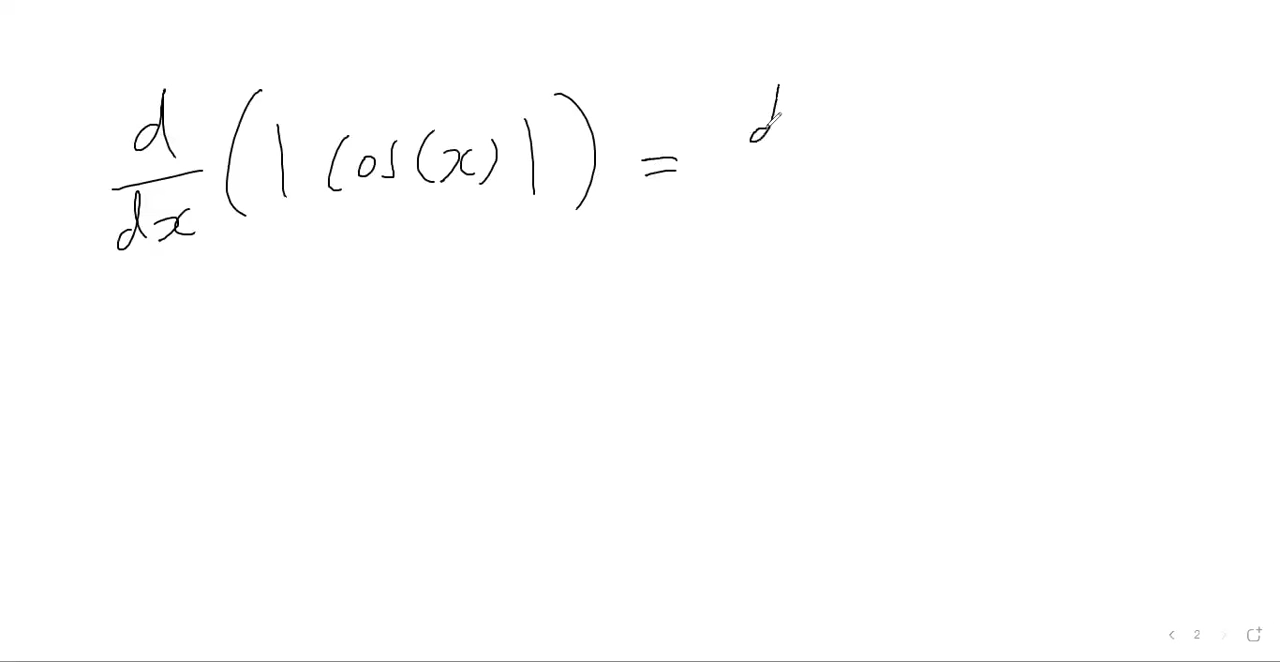 d/dx (| cos(x) |) = d
2